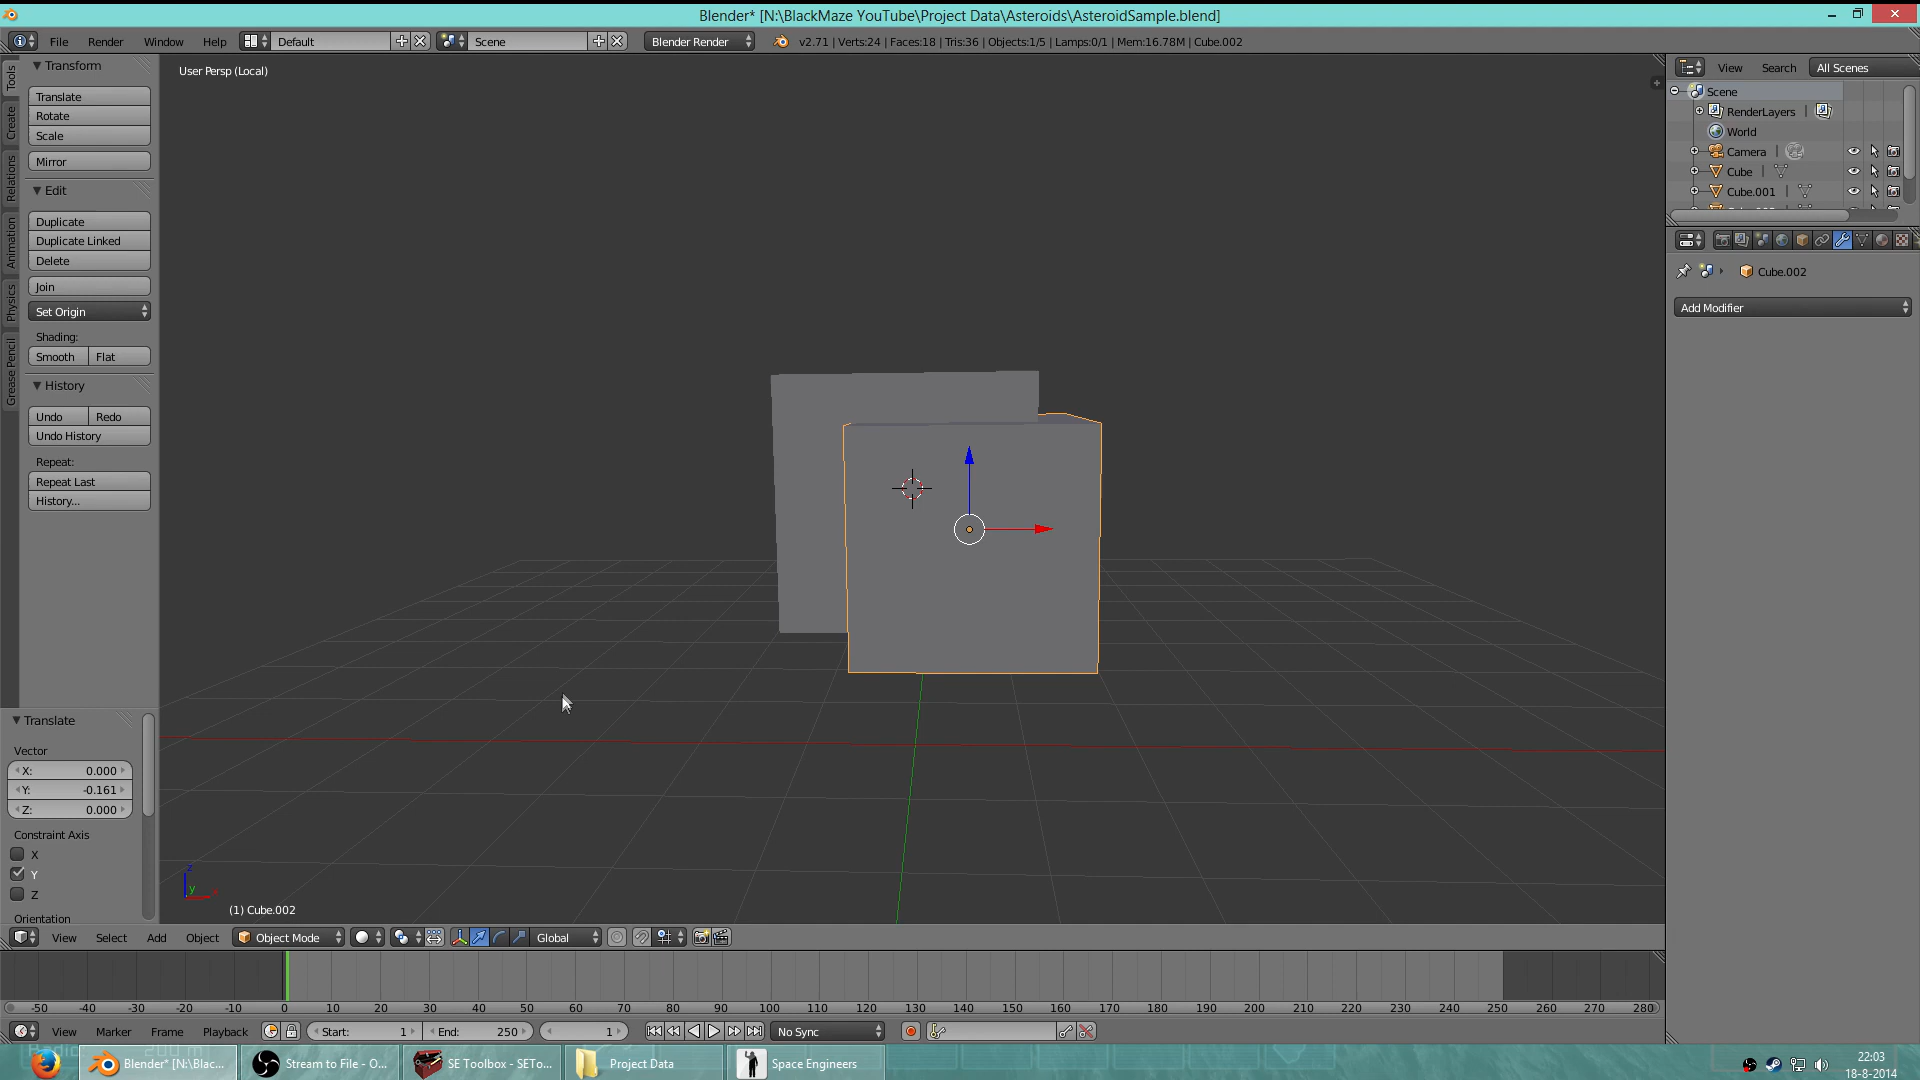 Blender* [N:\BlackMaze YouTube\Project Data\Asteroids\AsteroidSample.blend]
File Render Window Help Default Scene Blender Render v2.71 | Verts:24 | Faces:18 | Tris:36 | Objects:1/5 | Lamps:0/1 | Mem:16.78M | Cube.002
Tools
Create
Relations
Animation
Physics
Grease Pencil
Transform
Translate
Rotate
Scale
Mirror
Edit
Duplicate
Duplicate Linked
Delete
Join
Set Origin
Shading:
Smooth Flat
History
Undo Redo
Undo History
Repeat:
Repeat Last
History...
Translate
Vector
X: 0.000
Y: -0.161
Z: 0.000
Constraint Axis
X
Y
Z
Orientation
User Persp (Local)
z
y
x
(1) Cube.002
View Select Add Object Object Mode Global
View Search All Scenes
Scene
RenderLayers |
World
Camera |
Cube |
Cube.001 |
Cube.002
Add Modifier
-50 -40 -30 -20 -10 0 10 20 30 40 50 60 70 80 90 100 110 120 130 140 150 160 170 180 190 200 210 220 230 240 250 260 270 280
View Marker Frame Playback Start: 1 End: 250 1 No Sync
Blender* [N:\Blac... Stream to File - O... SE Toolbox - SETo... Project Data Space Engineers
22:03
18-8-2014